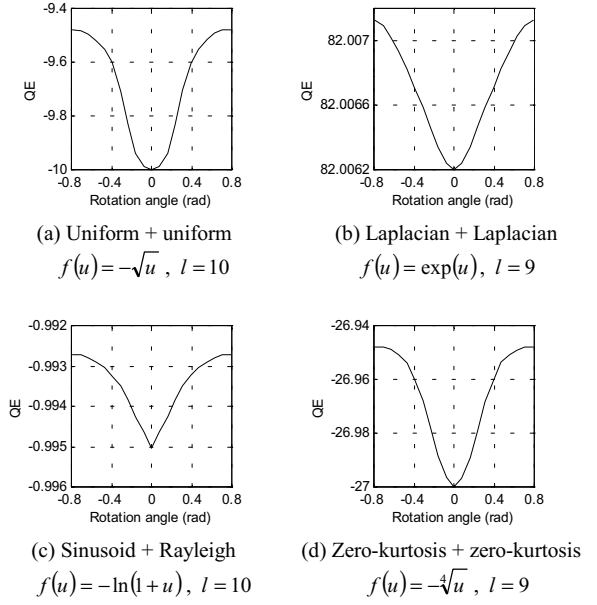 -9.4
-9.6
-9.8
-10
QE
-0.8 -0.4 0 0.4 0.8
Rotation angle (rad)
(a) Uniform + uniform
f(u) = −√u , l = 10
82.007
82.0066
82.0062
QE
-0.8 -0.4 0 0.4 0.8
Rotation angle (rad)
(b) Laplacian + Laplacian
f(u) = exp(u), l = 9
-0.992
-0.993
-0.994
-0.995
-0.996
QE
-0.8 -0.4 0 0.4 0.8
Rotation angle (rad)
(c) Sinusoid + Rayleigh
f(u) = −ln(1+u), l = 10
-26.94
-26.96
-26.98
-27
QE
-0.8 -0.4 0 0.4 0.8
Rotation angle (rad)
(d) Zero-kurtosis + zero-kurtosis
f(u) = −∜u , l = 9